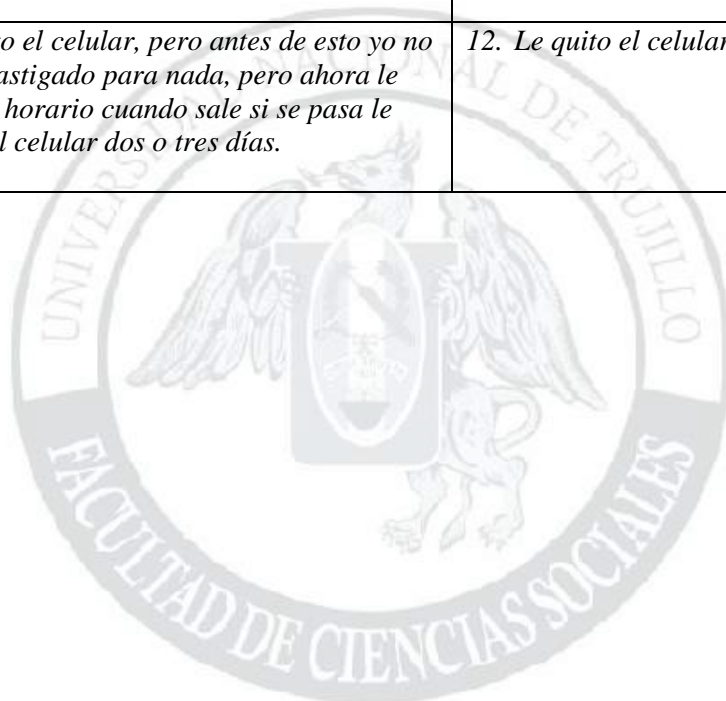 o el celular, pero antes de esto yo no
astigado para nada, pero ahora le
horario cuando sale si se pasa le
l celular dos o tres días.
12. Le quito el celular
UNIVERSIDAD NACIONAL DE TRUJILLO
FACULTAD DE CIENCIAS SOCIALES